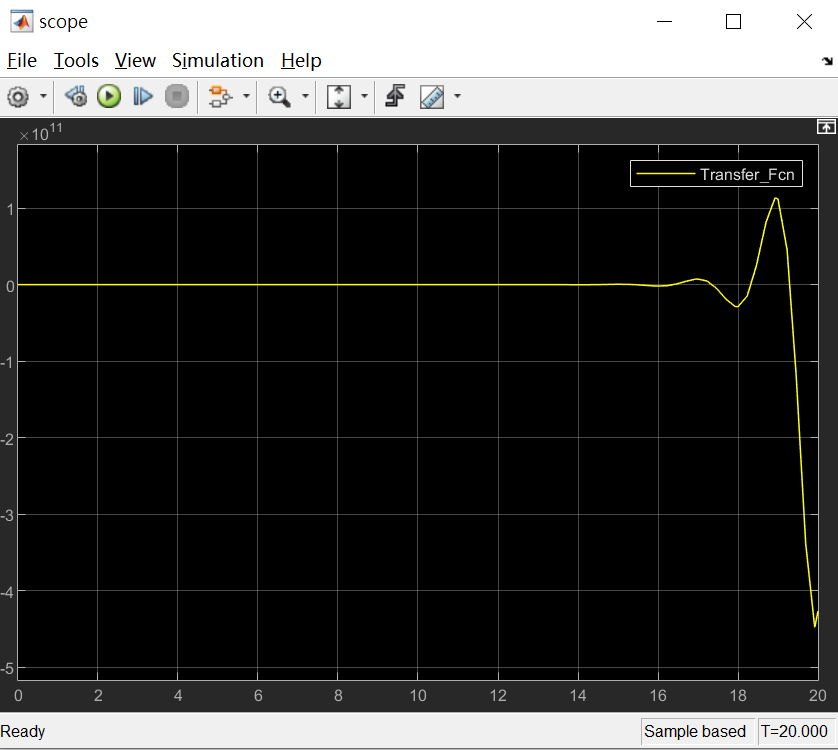 scope
File Tools View Simulation Help
×10^11
Transfer_Fcn
1
0
-1
-2
-3
-4
-5
0 2 4 6 8 10 12 14 16 18 20
Ready Sample based T=20.000